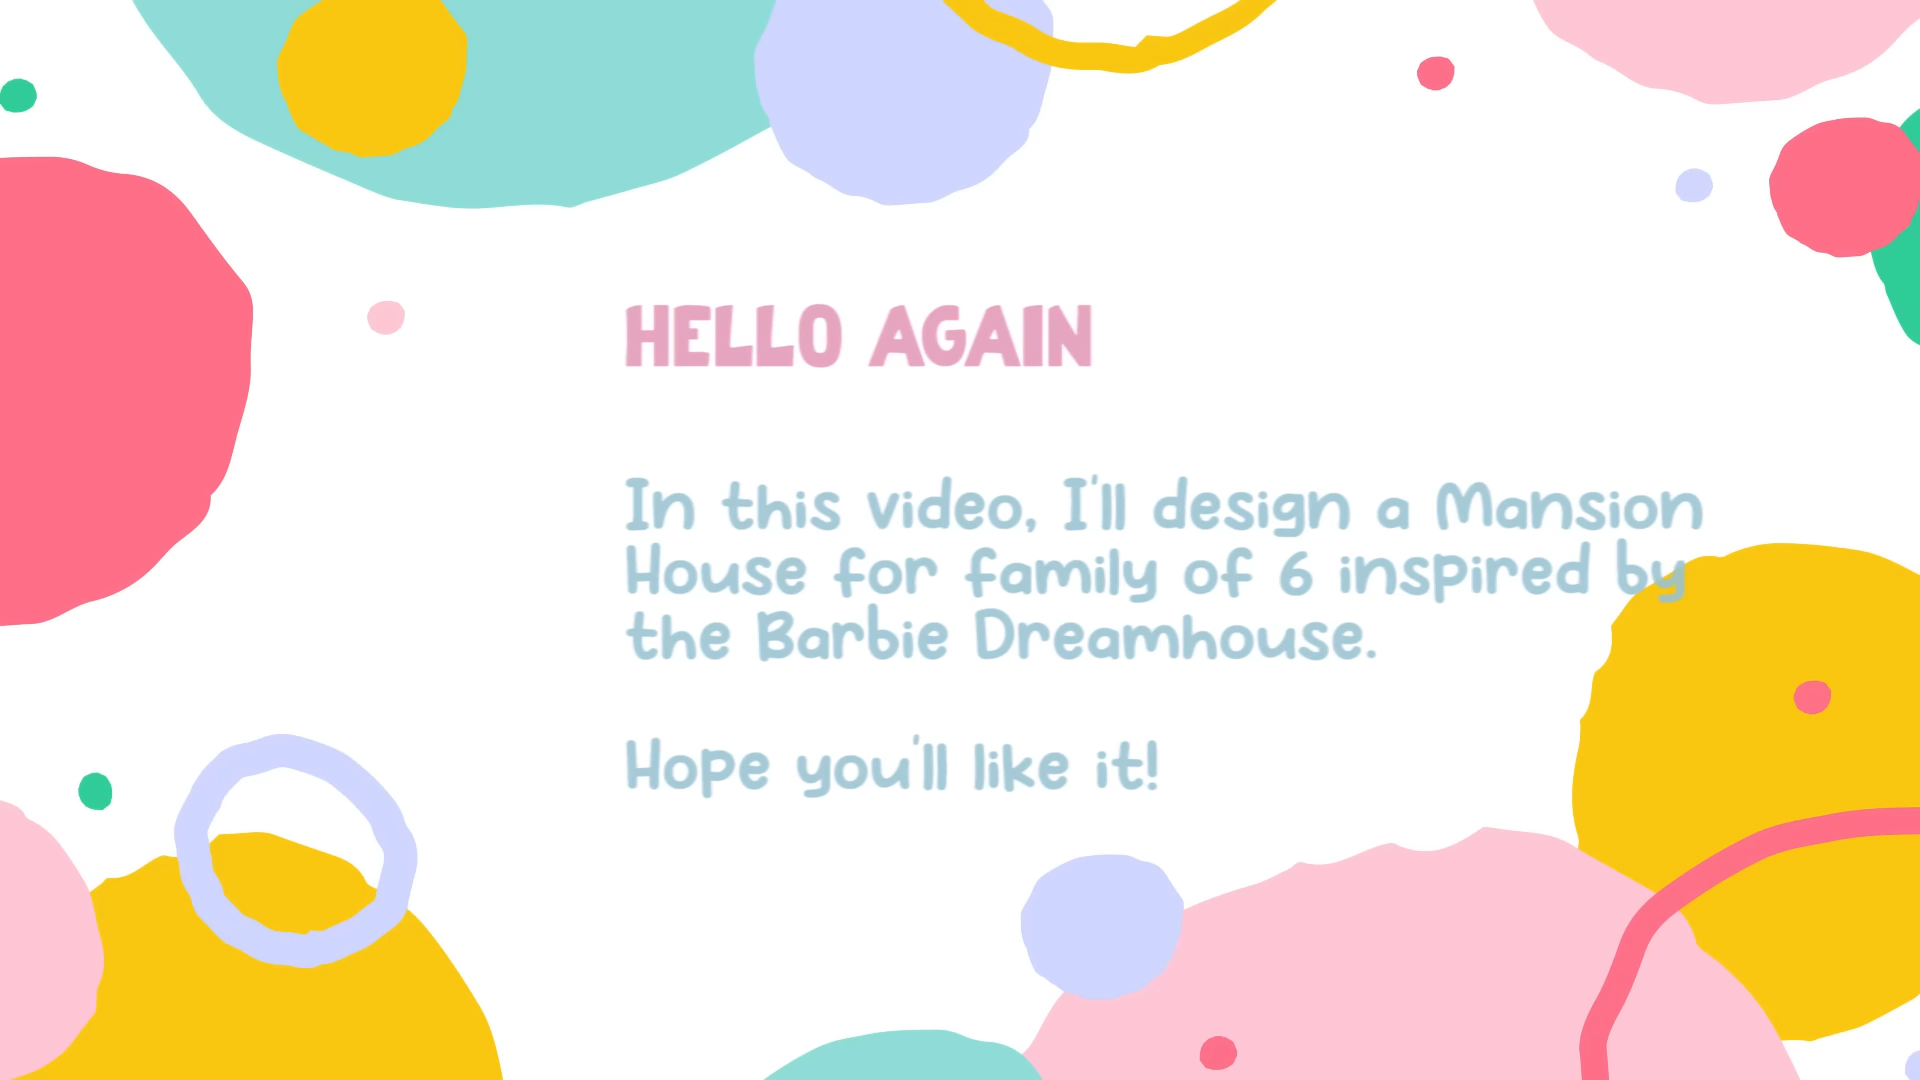 HELLO AGAIN
In this video, I'll design a Mansion
House for family of 6 inspired by
the Barbie Dreamhouse.
Hope you'll like it!